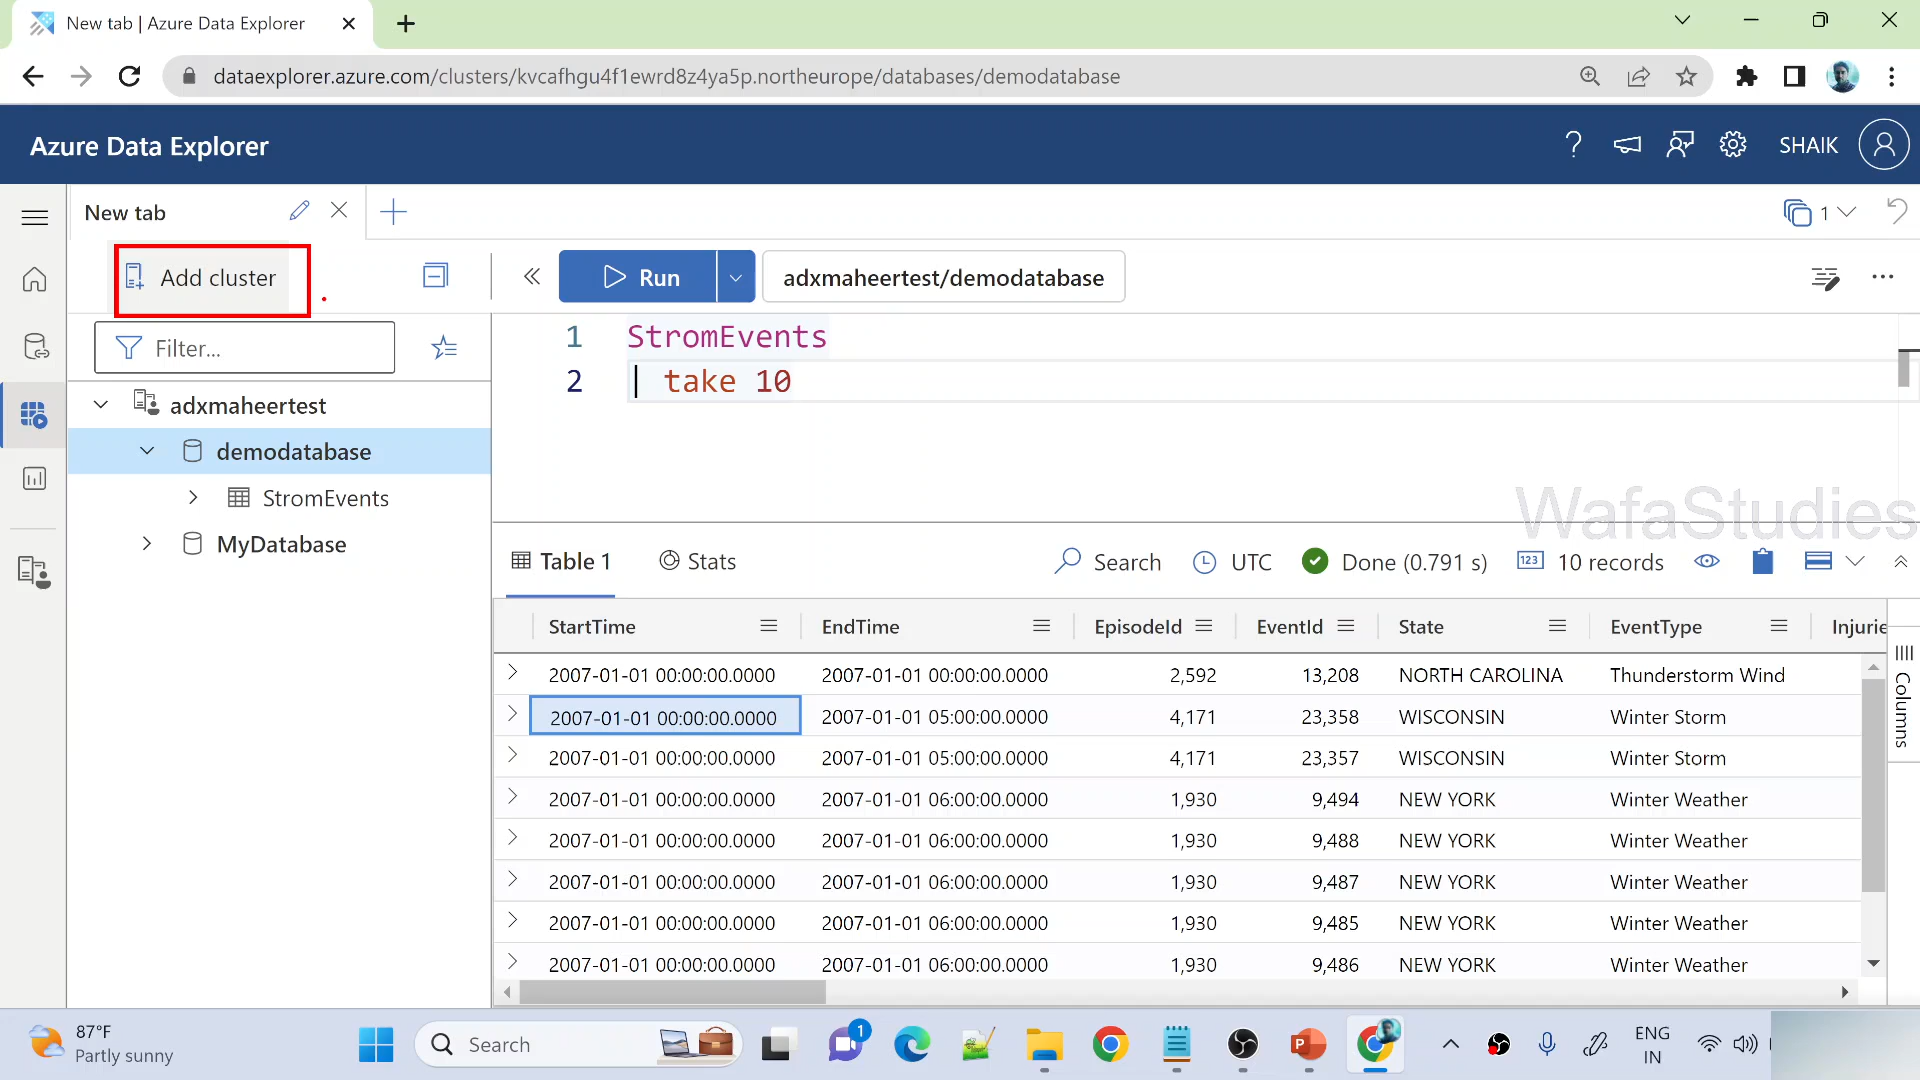 New tab | Azure Data Explorer
dataexplorer.azure.com/clusters/kvcafhgu4f1ewrd8z4ya5p.northeurope/databases/demodatabase
Azure Data Explorer
SHAIK
New tab
1
Add cluster
Run
adxmaheertest/demodatabase
Filter...
1 StromEvents
2 | take 10
adxmaheertest
demodatabase
StromEvents
MyDatabase
WafaStudies
Table 1 Stats Search UTC Done (0.791 s) 123 10 records
StartTime EndTime EpisodeId EventId State EventType Injurie
2007-01-01 00:00:00.0000 2007-01-01 00:00:00.0000 2,592 13,208 NORTH CAROLINA Thunderstorm Wind
2007-01-01 00:00:00.0000 2007-01-01 05:00:00.0000 4,171 23,358 WISCONSIN Winter Storm
2007-01-01 00:00:00.0000 2007-01-01 05:00:00.0000 4,171 23,357 WISCONSIN Winter Storm
2007-01-01 00:00:00.0000 2007-01-01 06:00:00.0000 1,930 9,494 NEW YORK Winter Weather
2007-01-01 00:00:00.0000 2007-01-01 06:00:00.0000 1,930 9,488 NEW YORK Winter Weather
2007-01-01 00:00:00.0000 2007-01-01 06:00:00.0000 1,930 9,487 NEW YORK Winter Weather
2007-01-01 00:00:00.0000 2007-01-01 06:00:00.0000 1,930 9,485 NEW YORK Winter Weather
2007-01-01 00:00:00.0000 2007-01-01 06:00:00.0000 1,930 9,486 NEW YORK Winter Weather
Columns
87°F
Partly sunny
Search
1
P
ENG
IN